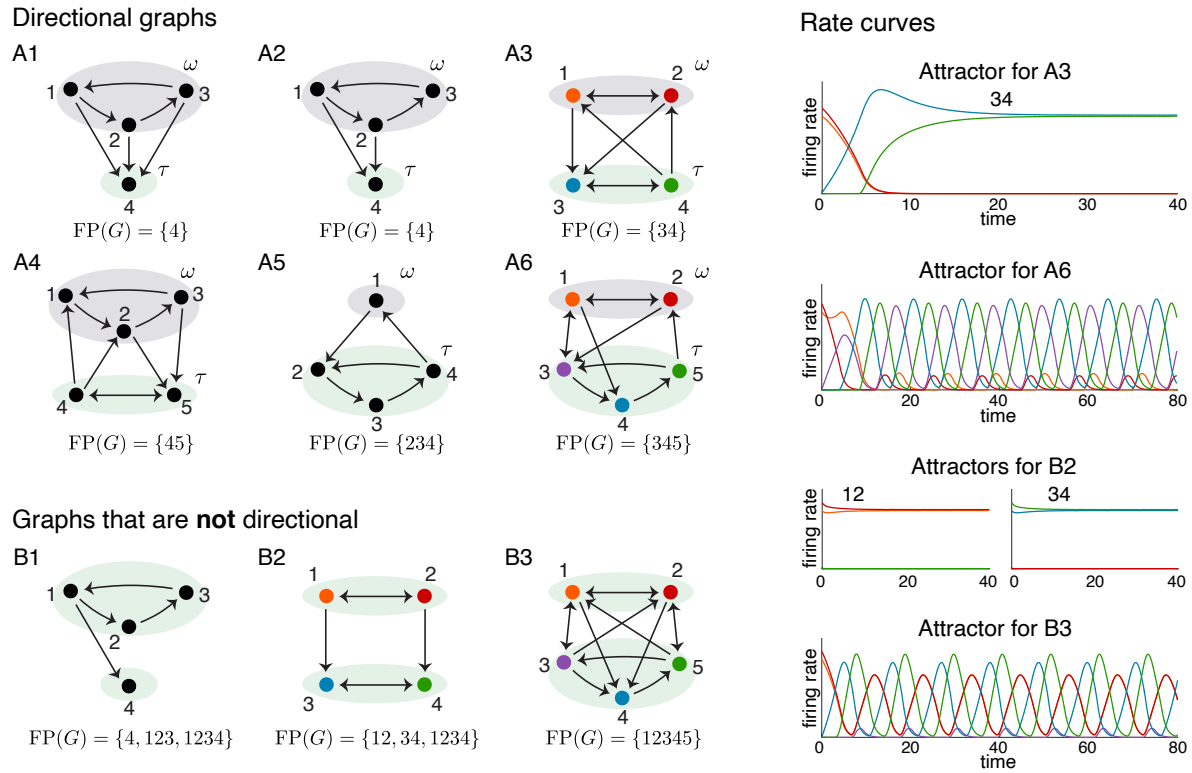 Directional graphs
A1
ω
1
3
2
τ
4
FP(G) = {4}
A2
ω
1
3
2
τ
4
FP(G) = {4}
A3
1
2
ω
τ
3
4
FP(G) = {34}
A4
ω
1
3
2
τ
4
5
FP(G) = {45}
A5
1
ω
τ
2
4
3
FP(G) = {234}
A6
1
2
ω
τ
3
5
4
FP(G) = {345}
Graphs that are not directional
B1
1
3
2
4
FP(G) = {4, 123, 1234}
B2
1
2
3
4
FP(G) = {12, 34, 1234}
B3
1
2
3
5
4
FP(G) = {12345}
Rate curves
Attractor for A3
34
firing rate
0 10 20 30 40
time
Attractor for A6
firing rate
0 20 40 60 80
time
Attractors for B2
12
34
firing rate
0 20 40
0 20 40
Attractor for B3
firing rate
0 20 40 60 80
time